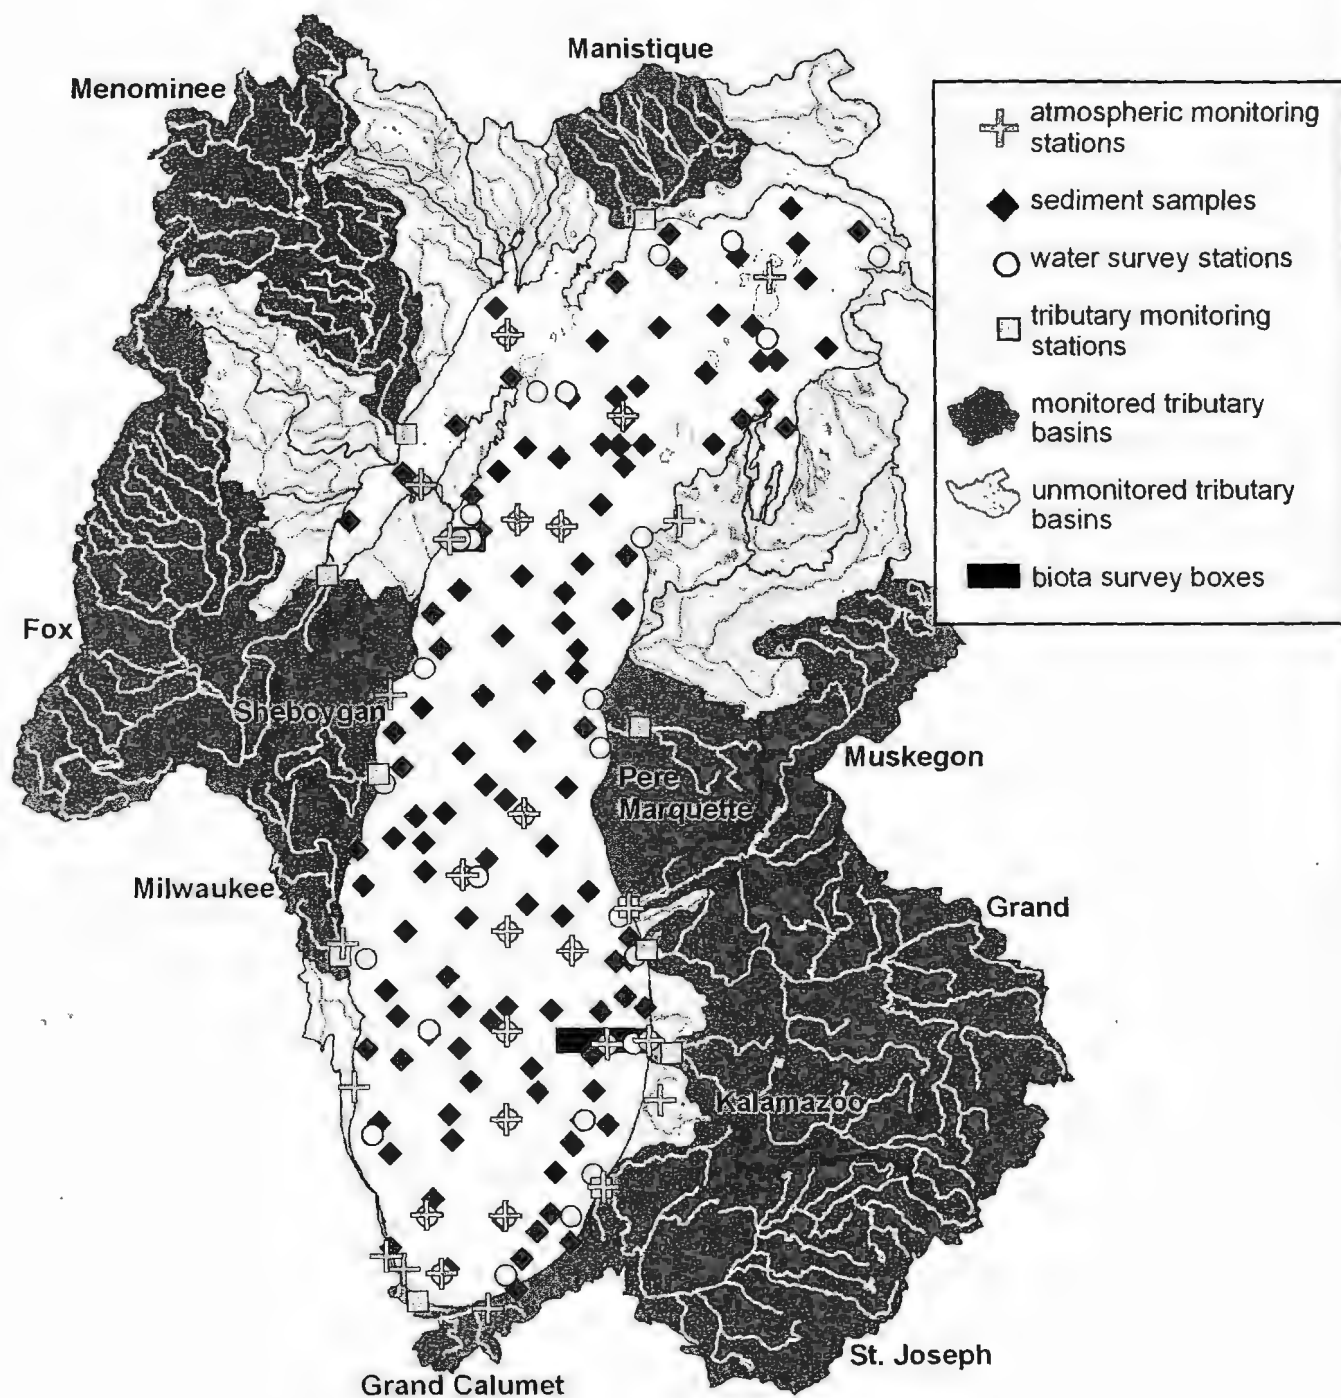 Manistique
Menominee
atmospheric monitoring
stations
sediment samples
water survey stations
tributary monitoring
stations
monitored tributary
basins
unmonitored tributary
basins
biota survey boxes
Fox
Sheboygan
Muskegon
Pere
Marquette
Milwaukee
Grand
Kalamazoo
St. Joseph
Grand Calumet